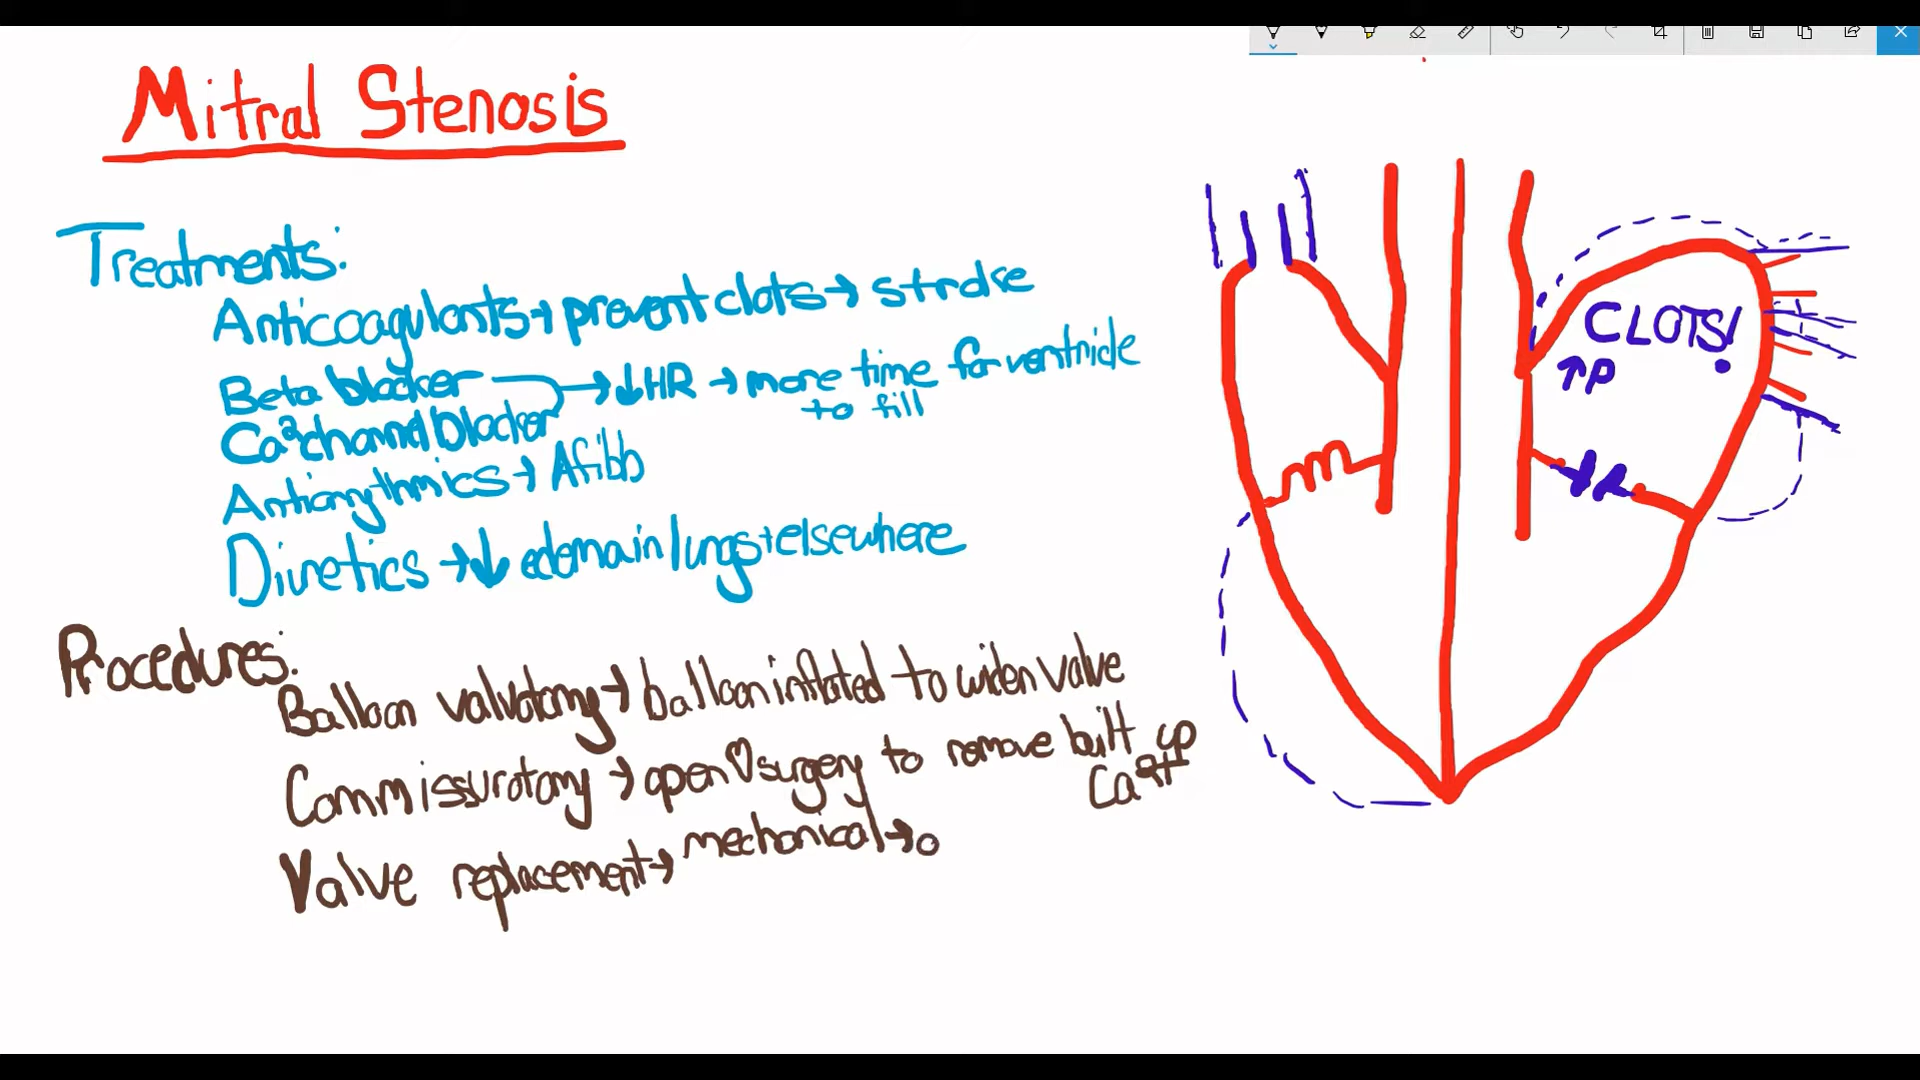 Mitral Stenosis
Treatments:
Anticoagulants → prevent clots → stroke
Beta blocker → ↓HR → more time for ventricle
to fill
Ca2 channel blocker
Antiarrythmics → Afibb
Diuretics → ↓ edema in lungs + elsewhere
Procedures:
Balloon valvotomy → balloon inflated to widen valve
Commissurotomy → open ♡ surgery to remove built up
Ca2+
Valve replacement → mechanical → o
CLOTS!
↑P